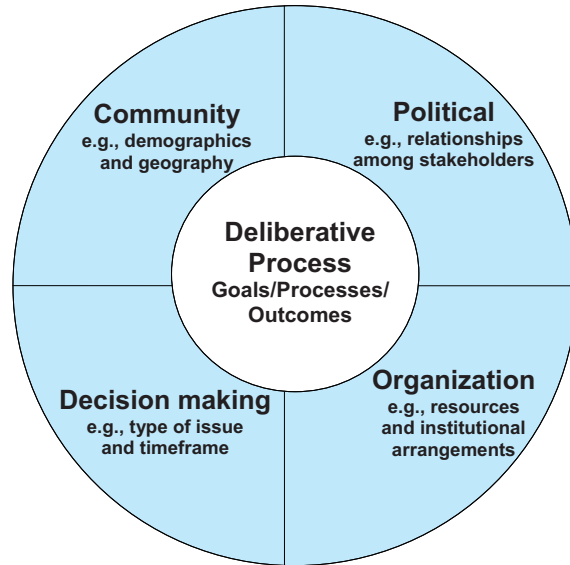 Community
e.g., demographics
and geography
Political
e.g., relationships
among stakeholders
Deliberative
Process
Goals/Processes/
Outcomes
Decision making
e.g., type of issue
and timeframe
Organization
e.g., resources
and institutional
arrangements